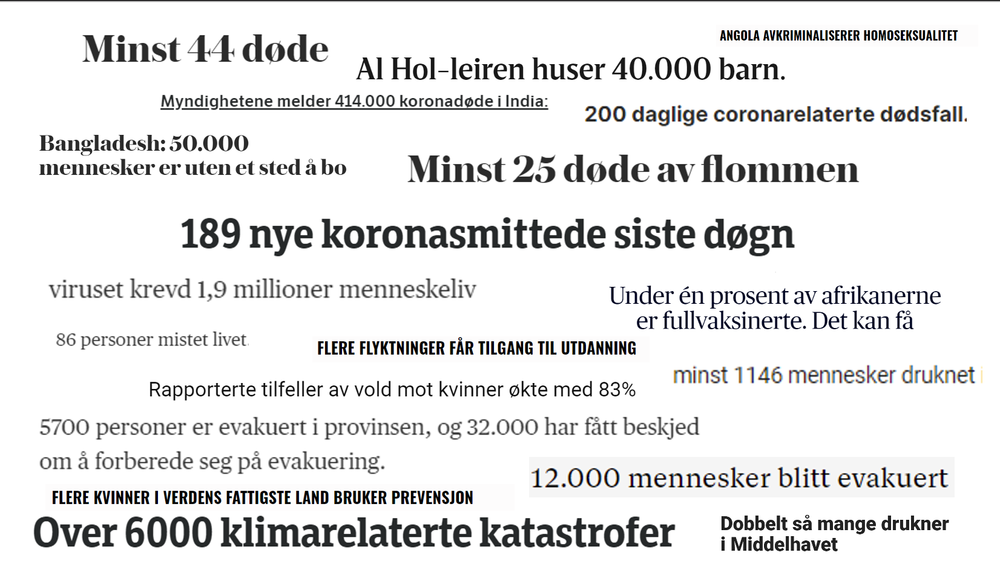 Minst 44 døde
ANGOLA AVKRIMINALISERER HOMOSEKSUALITET
Al Hol-leiren huser 40.000 barn.
Myndighetene melder 414.000 koronadøde i India:
200 daglige coronarelaterte dødsfall.
Bangladesh: 50.000
mennesker er uten et sted å bo
Minst 25 døde av flommen
189 nye koronasmittede siste døgn
viruset krevd 1,9 millioner menneskeliv
Under én prosent av afrikanerne
er fullvaksinerte. Det kan få
86 personer mistet livet.
FLERE FLYKTNINGER FÅR TILGANG TIL UTDANNING
minst 1146 mennesker druknet
Rapporterte tilfeller av vold mot kvinner økte med 83%
5700 personer er evakuert i provinsen, og 32.000 har fått beskjed
om å forberede seg på evakuering.
12.000 mennesker blitt evakuert
FLERE KVINNER I VERDENS FATTIGSTE LAND BRUKER PREVENSJON
Over 6000 klimarelaterte katastrofer
Dobbelt så mange drukner
i Middelhavet